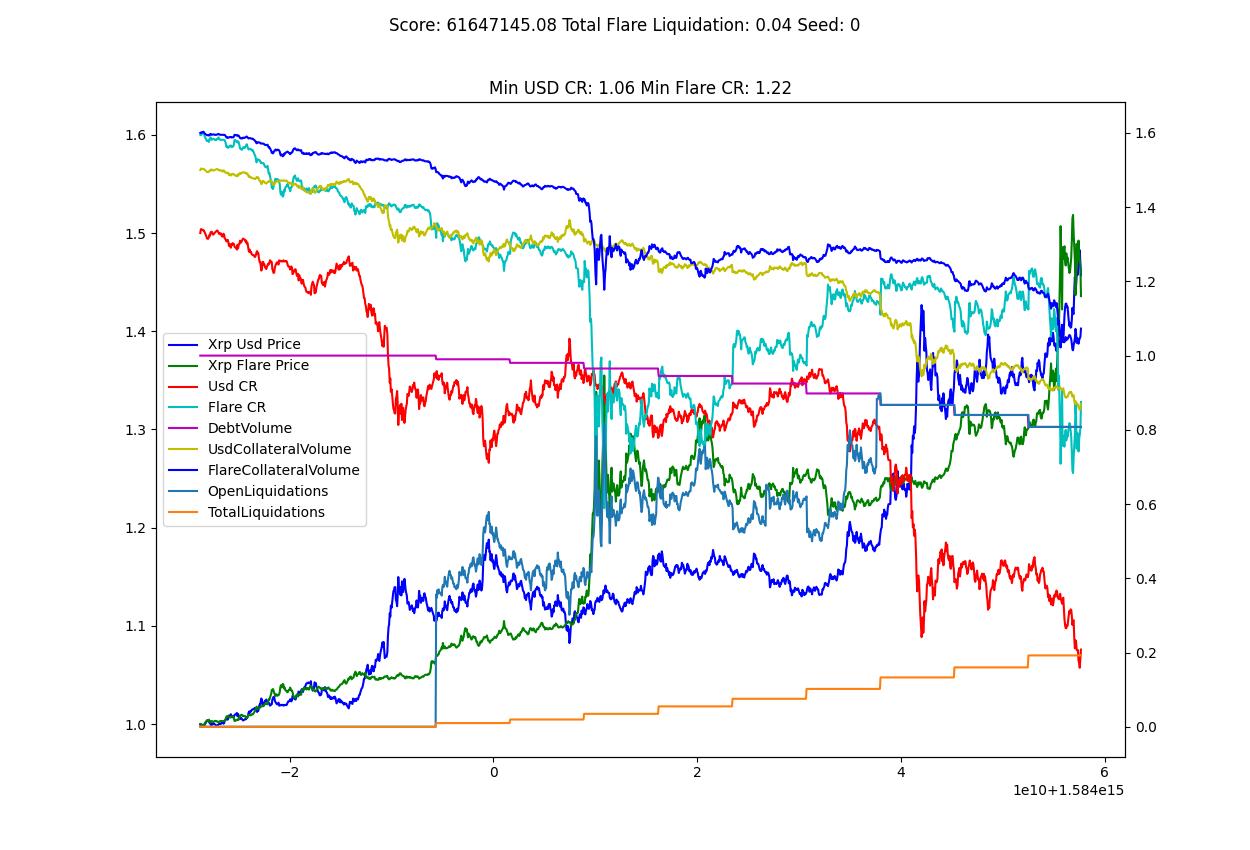 Score: 61647145.08 Total Flare Liquidation: 0.04 Seed: 0
Min USD CR: 1.06 Min Flare CR: 1.22
1.6
1.5
1.4
1.3
1.2
1.1
1.0
Xrp Usd Price
Xrp Flare Price
Usd CR
Flare CR
DebtVolume
UsdCollateralVolume
FlareCollateralVolume
OpenLiquidations
TotalLiquidations
1.6
1.4
1.2
1.0
0.8
0.6
0.4
0.2
0.0
−2
0
2
4
6
1e10+1.584e15